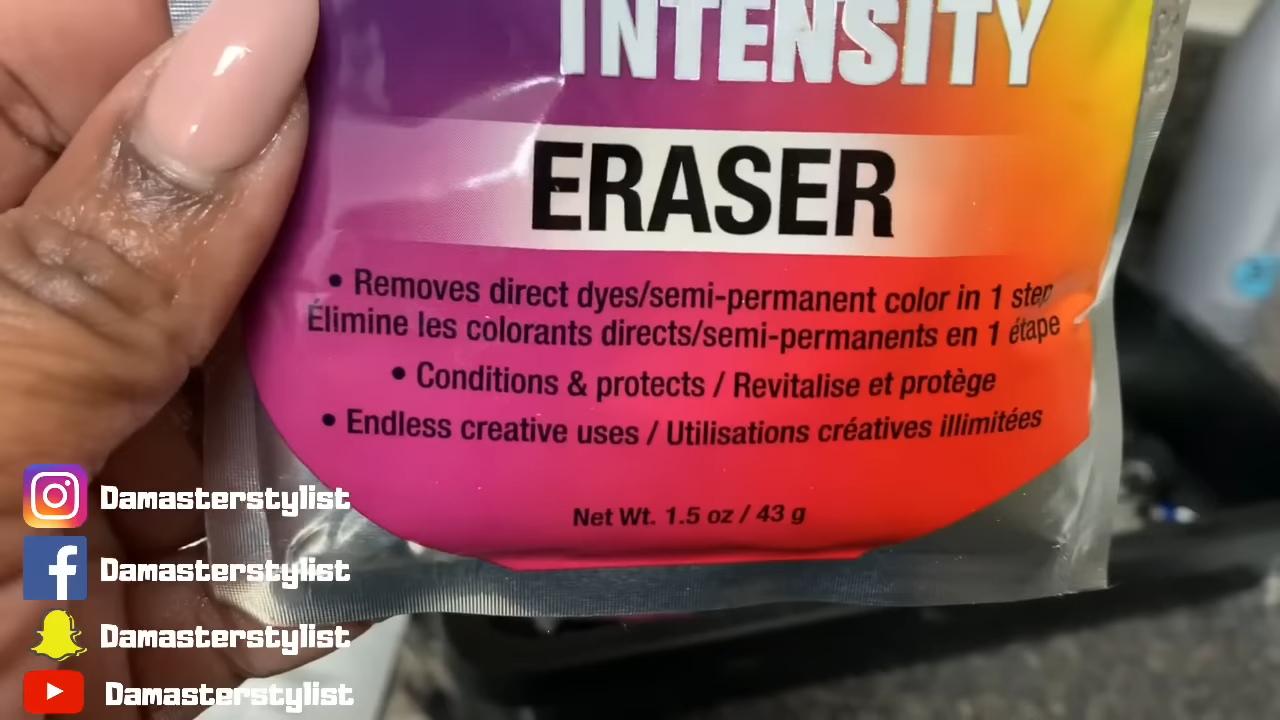 INTENSITY
ERASER
• Removes direct dyes/semi-permanent color in 1 step
Élimine les colorants directs/semi-permanents en 1 étape
• Conditions & protects / Revitalise et protège
• Endless creative uses / Utilisations créatives illimitées
Net Wt. 1.5 oz / 43 g
Damasterstylist
Damasterstylist
Damasterstylist
Damasterstylist